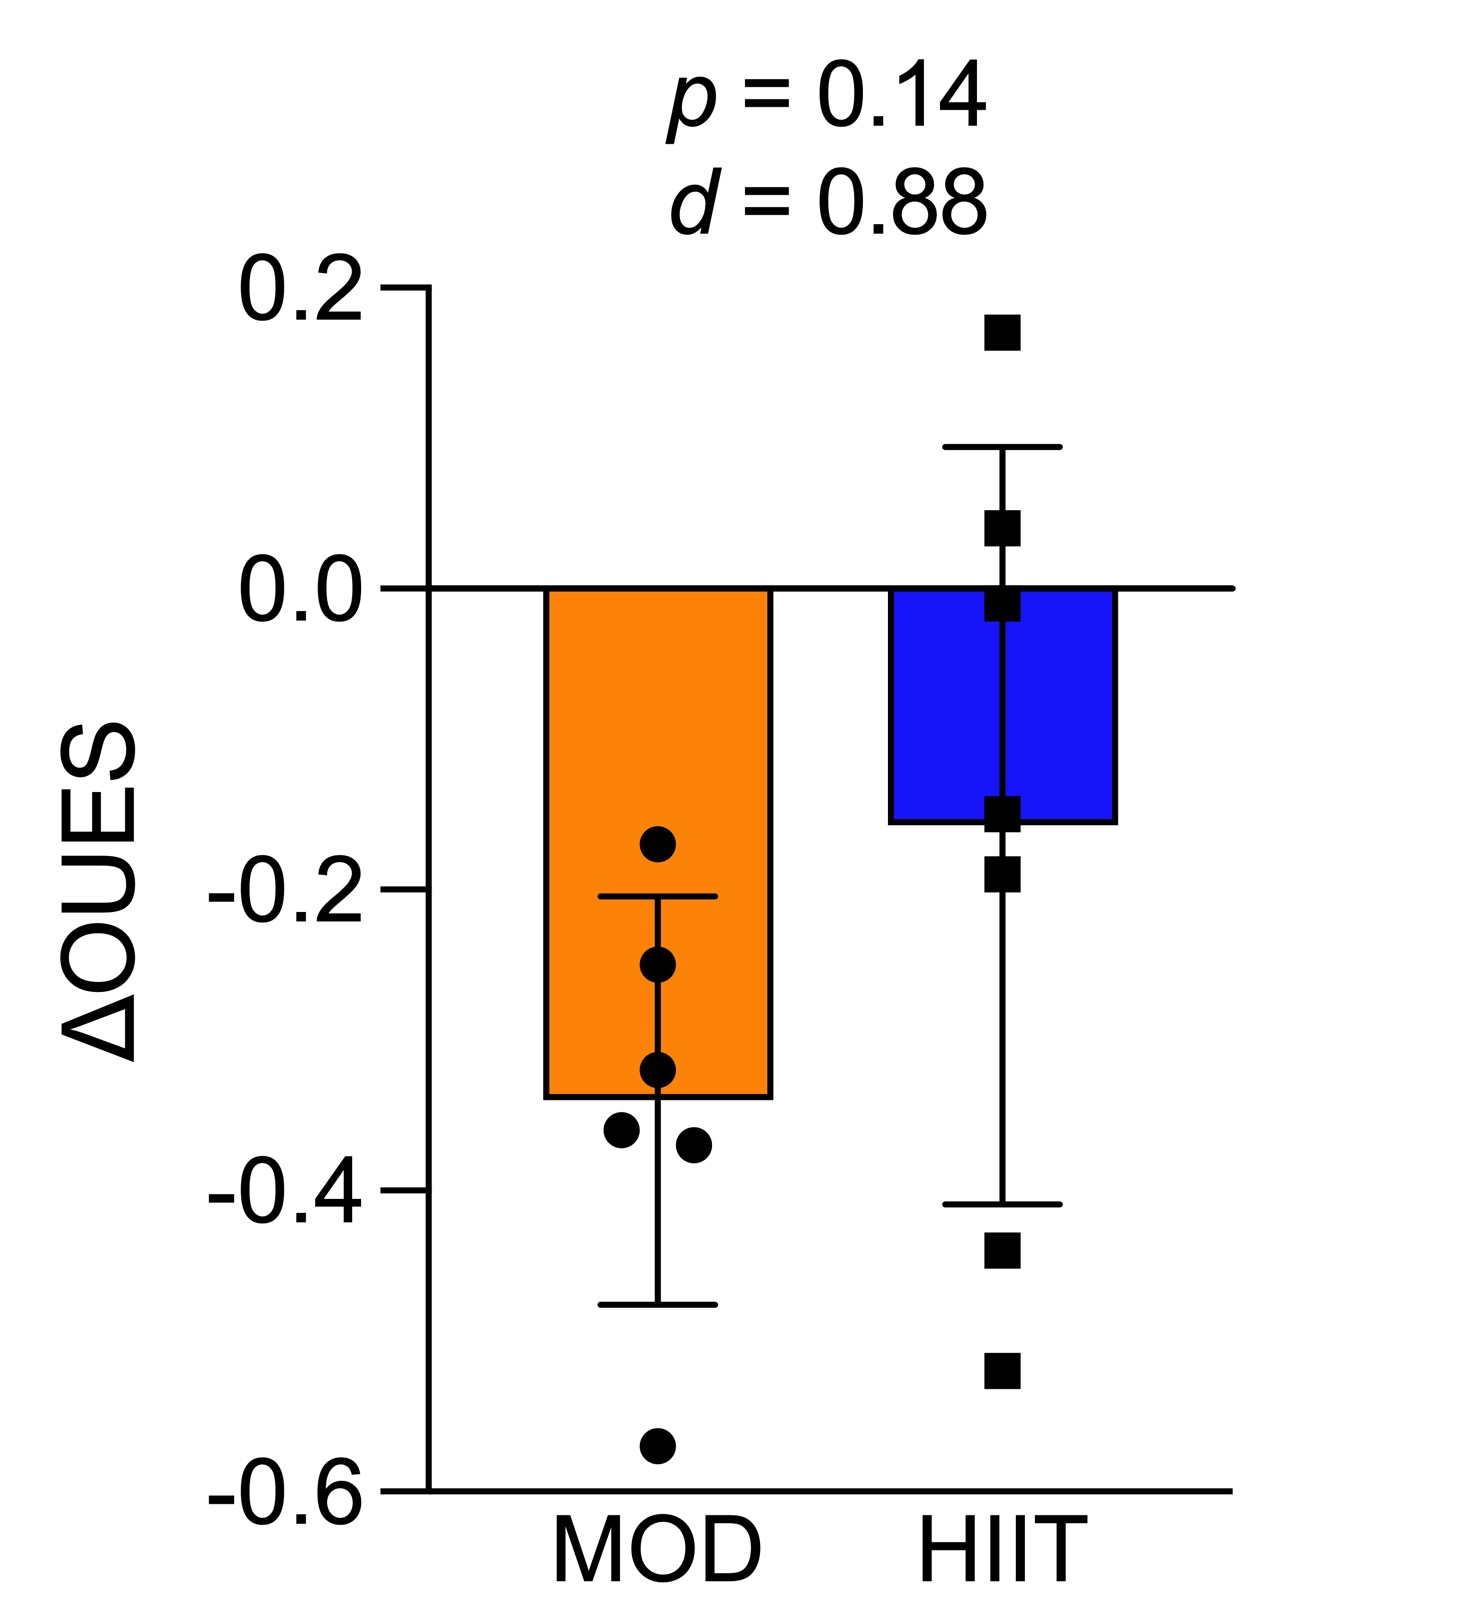 p = 0.14
d = 0.88
0.2
0.0
-0.2
-0.4
-0.6
ΔOUES
MOD
HIIT